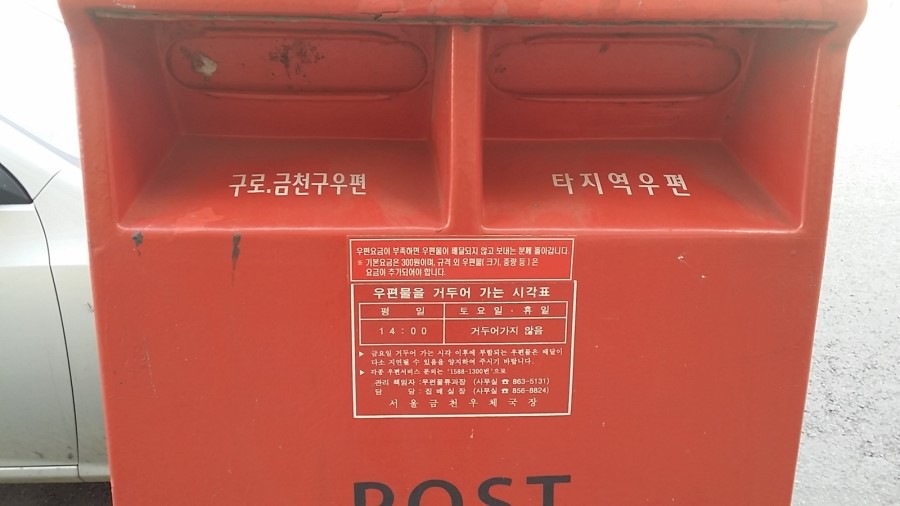 구로.금천구우편
타지역우편
우편요금이 부족하면 우편물이 배달되지 않고 보내는 분께 돌아갑니다
※ 기본요금은 300원이며, 규격 외 우편물( 크기, 중량 등 )은
요금이 추가되어야 합니다.
우편물을 거두어 가는 시각표
평 일 토요일·휴일
14:00 거두어가지 않음
▶ 금요일 거두어 가는 시각 이후에 투함되는 우편물은 배달이
다소 지연될 수 있음을 양지하여 주시기 바랍니다.
▶ 각종 우편서비스 문의는 '1588-1300번'으로
관리 책임자 :우편물류과장 (사무실 ☎ 863-5131)
담 당 :집배실장 (사무실 ☎ 856-8824)
서울금천우체국장
POST